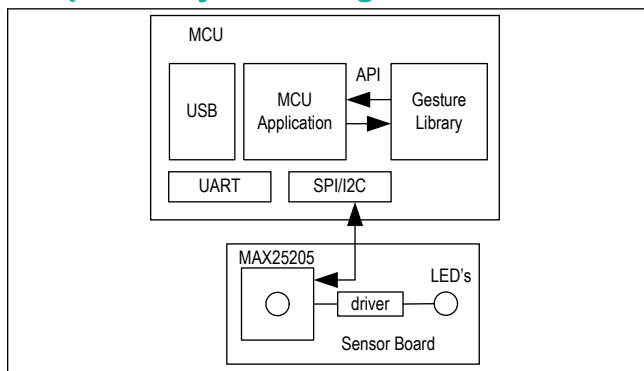 MCU
API
USB
MCU
Application
Gesture
Library
UART
SPI/I2C
MAX25205
LED's
driver
Sensor Board